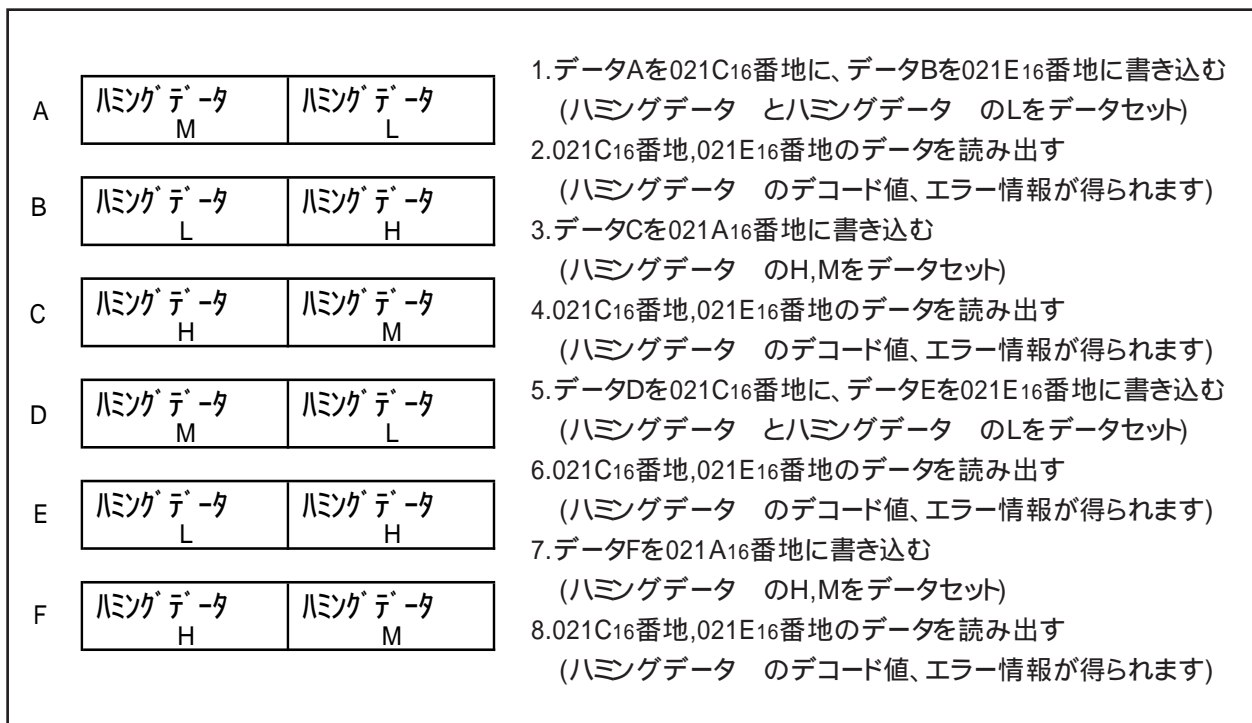 A
ﾊﾐﾝｸﾞﾃﾞｰﾀ ﾊﾐﾝｸﾞﾃﾞｰﾀ
M L
B
ﾊﾐﾝｸﾞﾃﾞｰﾀ ﾊﾐﾝｸﾞﾃﾞｰﾀ
L H
C
ﾊﾐﾝｸﾞﾃﾞｰﾀ ﾊﾐﾝｸﾞﾃﾞｰﾀ
H M
D
ﾊﾐﾝｸﾞﾃﾞｰﾀ ﾊﾐﾝｸﾞﾃﾞｰﾀ
M L
E
ﾊﾐﾝｸﾞﾃﾞｰﾀ ﾊﾐﾝｸﾞﾃﾞｰﾀ
L H
F
ﾊﾐﾝｸﾞﾃﾞｰﾀ ﾊﾐﾝｸﾞﾃﾞｰﾀ
H M
1.データAを021C16番地に、データBを021E16番地に書き込む
(ハミングデータ とハミングデータ のLをデータセット)
2.021C16番地,021E16番地のデータを読み出す
(ハミングデータ のデコード値、エラー情報が得られます)
3.データCを021A16番地に書き込む
(ハミングデータ のH,Mをデータセット)
4.021C16番地,021E16番地のデータを読み出す
(ハミングデータ のデコード値、エラー情報が得られます)
5.データDを021C16番地に、データEを021E16番地に書き込む
(ハミングデータ とハミングデータ のLをデータセット)
6.021C16番地,021E16番地のデータを読み出す
(ハミングデータ のデコード値、エラー情報が得られます)
7.データFを021A16番地に書き込む
(ハミングデータ のH,Mをデータセット)
8.021C16番地,021E16番地のデータを読み出す
(ハミングデータ のデコード値、エラー情報が得られます)